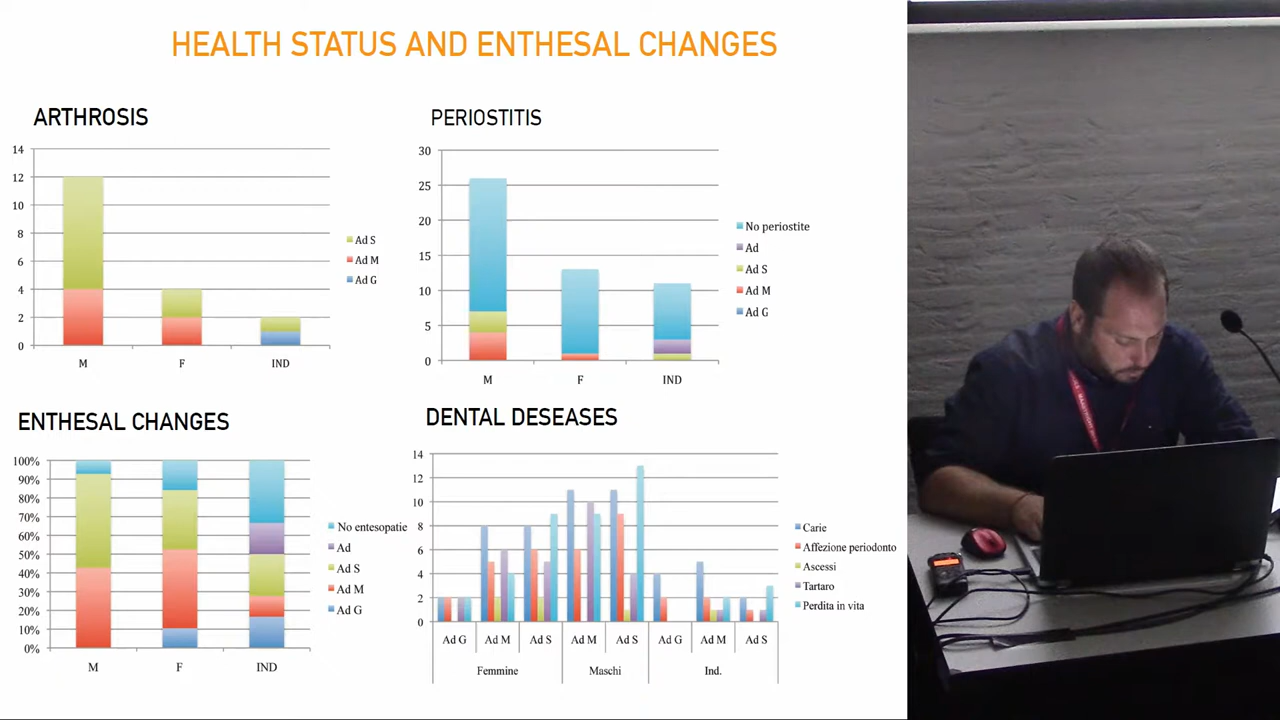 HEALTH STATUS AND ENTHESAL CHANGES
ARTHROSIS
14
12
10
8
6
4
2
0
M F IND
Ad S
Ad M
Ad G
PERIOSTITIS
30
25
20
15
10
5
0
M F IND
No periostite
Ad
Ad S
Ad M
Ad G
ENTHESAL CHANGES
100%
90%
80%
70%
60%
50%
40%
30%
20%
10%
0%
M F IND
No entesopatie
Ad
Ad S
Ad M
Ad G
DENTAL DESEASES
14
12
10
8
6
4
2
0
Ad G Ad M Ad S Ad M Ad S Ad G Ad M Ad S
Femmine Maschi Ind.
Carie
Affezione periodonto
Ascessi
Tartaro
Perdita in vita